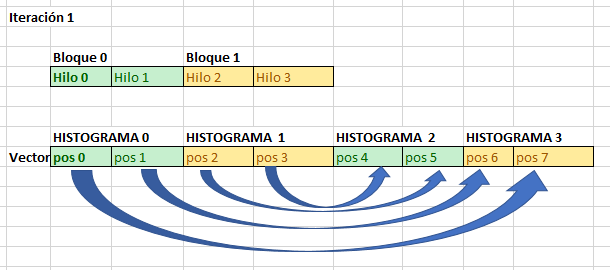 Iteración 1
Bloque 0 Bloque 1
Hilo 0 Hilo 1 Hilo 2 Hilo 3
HISTOGRAMA 0 HISTOGRAMA 1 HISTOGRAMA 2 HISTOGRAMA 3
Vector pos 0 pos 1 pos 2 pos 3 pos 4 pos 5 pos 6 pos 7